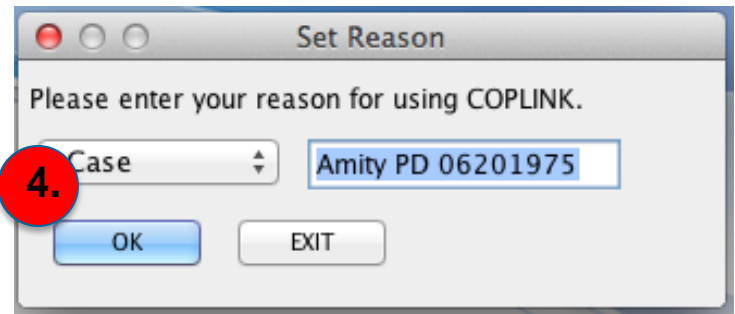 Set Reason
Please enter your reason for using COPLINK.
Case Amity PD 06201975
4.
OK EXIT